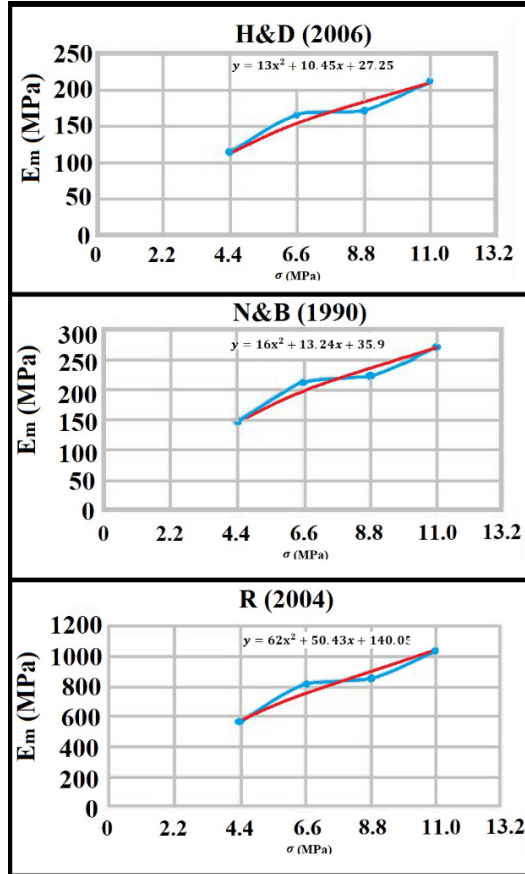 H&D (2006)
y = 13x² + 10.45x + 27.25
250
200
150
100
50
0
Em (MPa)
0 2.2 4.4 6.6 8.8 11.0 13.2
σ (MPa)
N&B (1990)
y = 16x² + 13.24x + 35.9
300
250
200
150
100
50
0
Em (MPa)
0 2.2 4.4 6.6 8.8 11.0 13.2
σ (MPa)
R (2004)
y = 62x² + 50.43x + 140.05
1200
1000
800
600
400
200
0
Em (MPa)
0 2.2 4.4 6.6 8.8 11.0 13.2
σ (MPa)